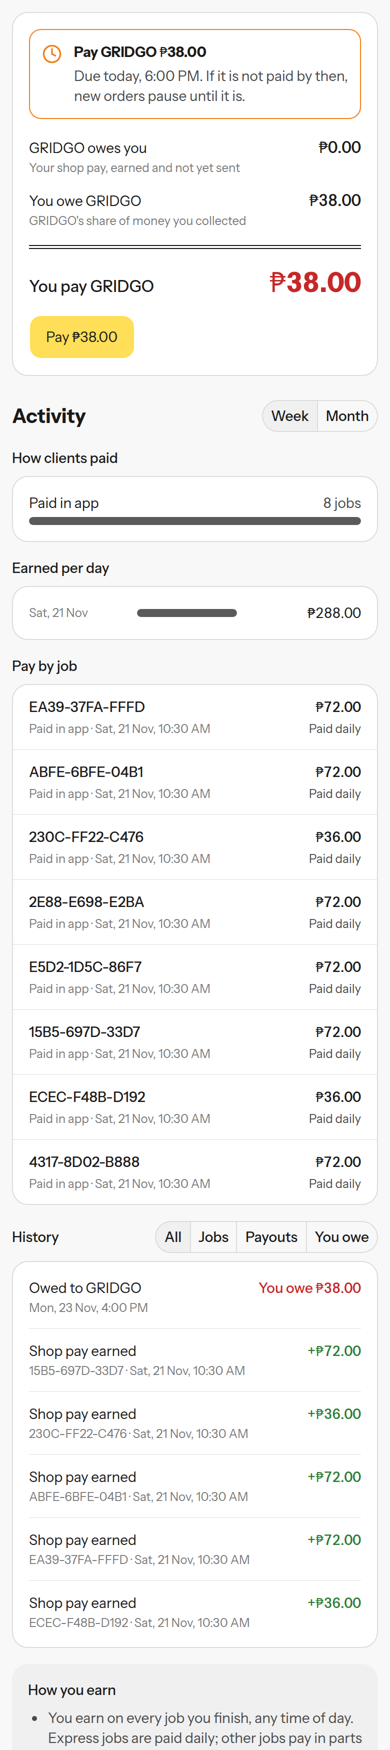 Pay GRIDGO ₱38.00
Due today, 6:00 PM. If it is not paid by then,
new orders pause until it is.
GRIDGO owes you ₱0.00
Your shop pay, earned and not yet sent
You owe GRIDGO ₱38.00
GRIDGO's share of money you collected
You pay GRIDGO ₱38.00
Pay ₱38.00
Activity Week Month
How clients paid
Paid in app 8 jobs
Earned per day
Sat, 21 Nov ₱288.00
Pay by job
EA39-37FA-FFFD ₱72.00
Paid in app · Sat, 21 Nov, 10:30 AM Paid daily
ABFE-6BFE-04B1 ₱72.00
Paid in app · Sat, 21 Nov, 10:30 AM Paid daily
230C-FF22-C476 ₱36.00
Paid in app · Sat, 21 Nov, 10:30 AM Paid daily
2E88-E698-E2BA ₱72.00
Paid in app · Sat, 21 Nov, 10:30 AM Paid daily
E5D2-1D5C-86F7 ₱72.00
Paid in app · Sat, 21 Nov, 10:30 AM Paid daily
15B5-697D-33D7 ₱72.00
Paid in app · Sat, 21 Nov, 10:30 AM Paid daily
ECEC-F48B-D192 ₱36.00
Paid in app · Sat, 21 Nov, 10:30 AM Paid daily
4317-8D02-B888 ₱72.00
Paid in app · Sat, 21 Nov, 10:30 AM Paid daily
History All Jobs Payouts You owe
Owed to GRIDGO You owe ₱38.00
Mon, 23 Nov, 4:00 PM
Shop pay earned +₱72.00
15B5-697D-33D7 · Sat, 21 Nov, 10:30 AM
Shop pay earned +₱36.00
230C-FF22-C476 · Sat, 21 Nov, 10:30 AM
Shop pay earned +₱72.00
ABFE-6BFE-04B1 · Sat, 21 Nov, 10:30 AM
Shop pay earned +₱72.00
EA39-37FA-FFFD · Sat, 21 Nov, 10:30 AM
Shop pay earned +₱36.00
ECEC-F48B-D192 · Sat, 21 Nov, 10:30 AM
How you earn
• You earn on every job you finish, any time of day.
Express jobs are paid daily; other jobs pay in parts